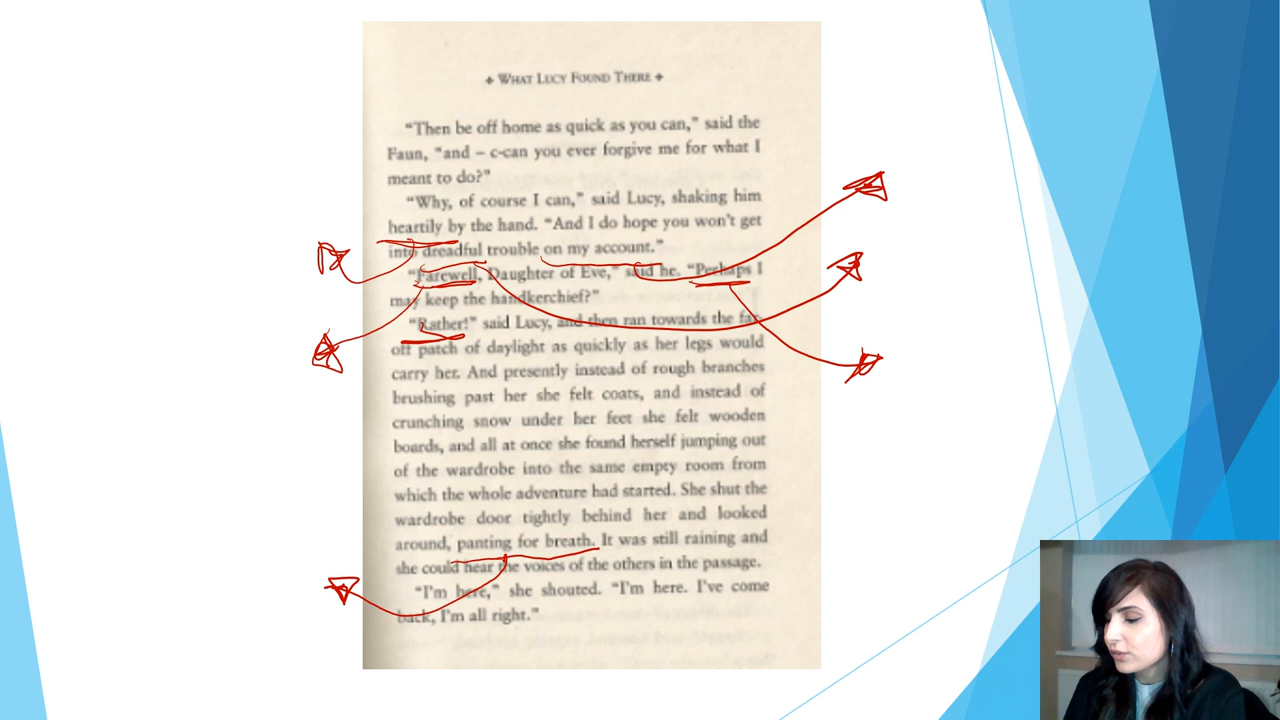 ✦ WHAT LUCY FOUND THERE ✦
“Then be off home as quick as you can,” said the
Faun, “and – c-can you ever forgive me for what I
meant to do?”
“Why, of course I can,” said Lucy, shaking him
heartily by the hand. “And I do hope you won't get
into dreadful trouble on my account.”
“Farewell, Daughter of Eve,” said he. “Perhaps I
may keep the handkerchief?”
“Rather!” said Lucy, and then ran towards the far-
off patch of daylight as quickly as her legs would
carry her. And presently instead of rough branches
brushing past her she felt coats, and instead of
crunching snow under her feet she felt wooden
boards, and all at once she found herself jumping out
of the wardrobe into the same empty room from
which the whole adventure had started. She shut the
wardrobe door tightly behind her and looked
around, panting for breath. It was still raining and
she could hear the voices of the others in the passage.
“I'm here,” she shouted. “I'm here. I've come
back, I'm all right.”